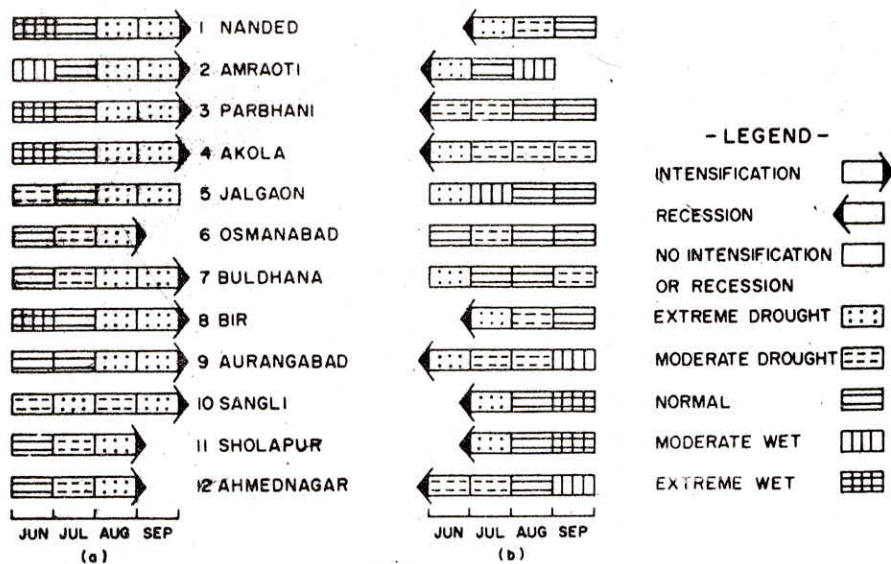 1 NANDED
2 AMRAOTI
3 PARBHANI
4 AKOLA
5 JALGAON
6 OSMANABAD
7 BULDHANA
8 BIR
9 AURANGABAD
10 SANGLI
11 SHOLAPUR
12 AHMEDNAGAR
JUN JUL AUG SEP
(a)
JUN JUL AUG SEP
(b)
- LEGEND -
INTENSIFICATION
RECESSION
NO INTENSIFICATION
OR RECESSION
EXTREME DROUGHT
MODERATE DROUGHT
NORMAL
MODERATE WET
EXTREME WET